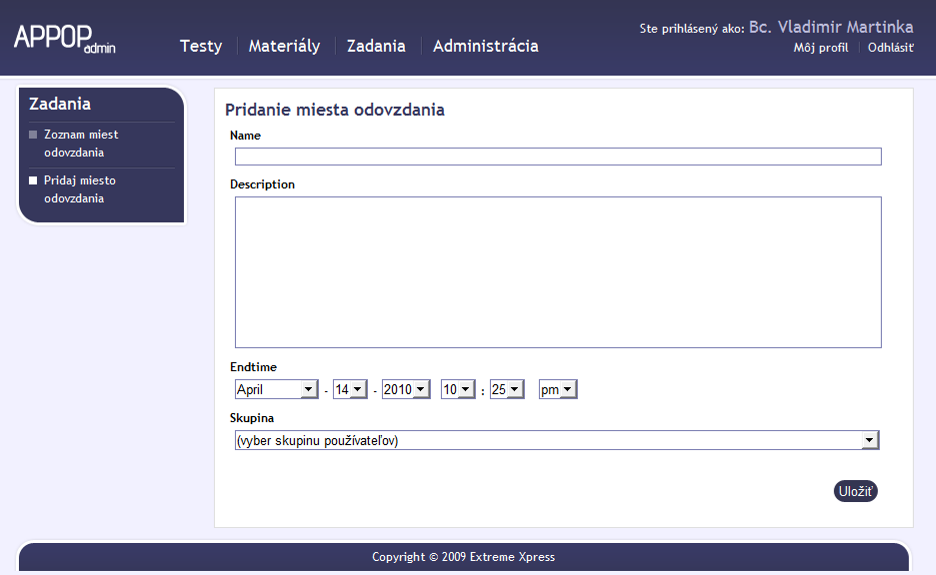 APPOP admin
Testy Materiály Zadania Administrácia
Ste prihlásený ako: Bc. Vladimir Martinka
Môj profil Odhlásiť
Zadania
Zoznam miest
odovzdania
Pridaj miesto
odovzdania
Pridanie miesta odovzdania
Name
Description
Endtime
April - 14 - 2010 10 : 25 pm
Skupina
(vyber skupinu používateľov)
Uložiť
Copyright © 2009 Extreme Xpress